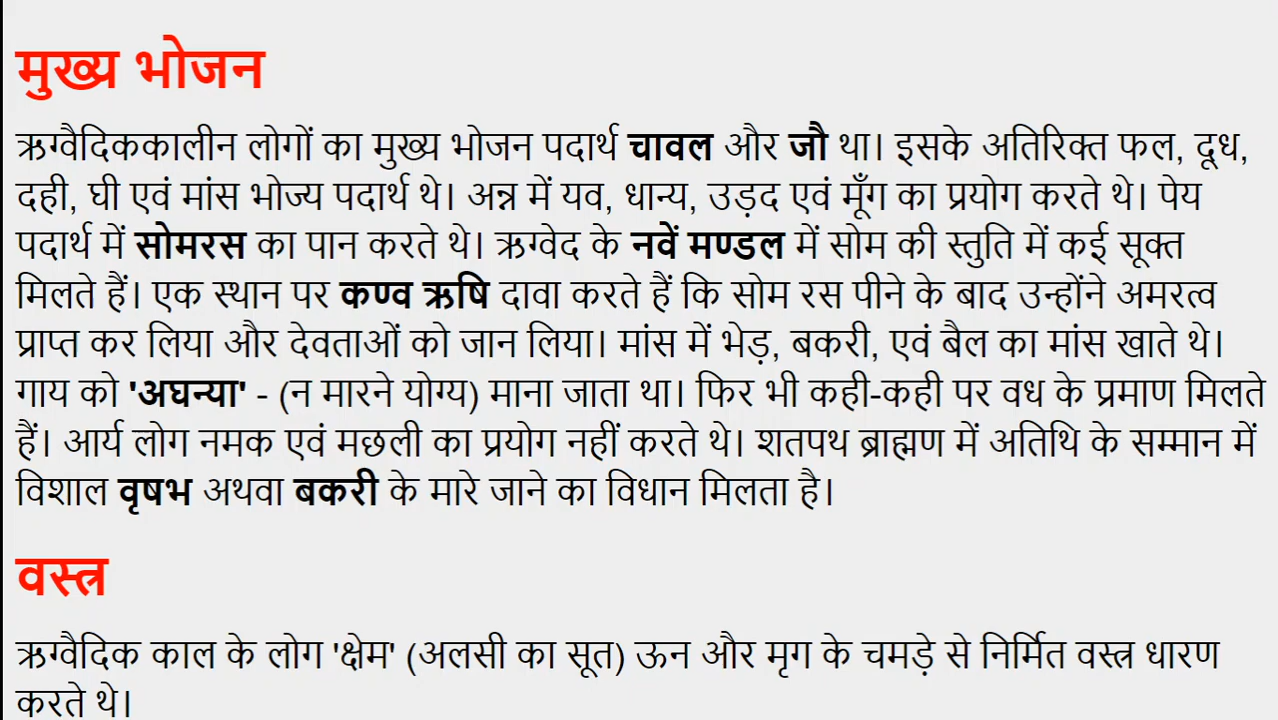 मुख्य भोजन
ऋग्वैदिककालीन लोगों का मुख्य भोजन पदार्थ चावल और जौ था। इसके अतिरिक्त फल, दूध,
दही, घी एवं मांस भोज्य पदार्थ थे। अन्न में यव, धान्य, उड़द एवं मूँग का प्रयोग करते थे। पेय
पदार्थ में सोमरस का पान करते थे। ऋग्वेद के नवें मण्डल में सोम की स्तुति में कई सूक्त
मिलते हैं। एक स्थान पर कण्व ऋषि दावा करते हैं कि सोम रस पीने के बाद उन्होंने अमरत्व
प्राप्त कर लिया और देवताओं को जान लिया। मांस में भेड़, बकरी, एवं बैल का मांस खाते थे।
गाय को 'अघन्या' - (न मारने योग्य) माना जाता था। फिर भी कही-कही पर वध के प्रमाण मिलते
हैं। आर्य लोग नमक एवं मछली का प्रयोग नहीं करते थे। शतपथ ब्राह्मण में अतिथि के सम्मान में
विशाल वृषभ अथवा बकरी के मारे जाने का विधान मिलता है।
वस्त्र
ऋग्वैदिक काल के लोग 'क्षेम' (अलसी का सूत) ऊन और मृग के चमड़े से निर्मित वस्त्र धारण
करते थे।